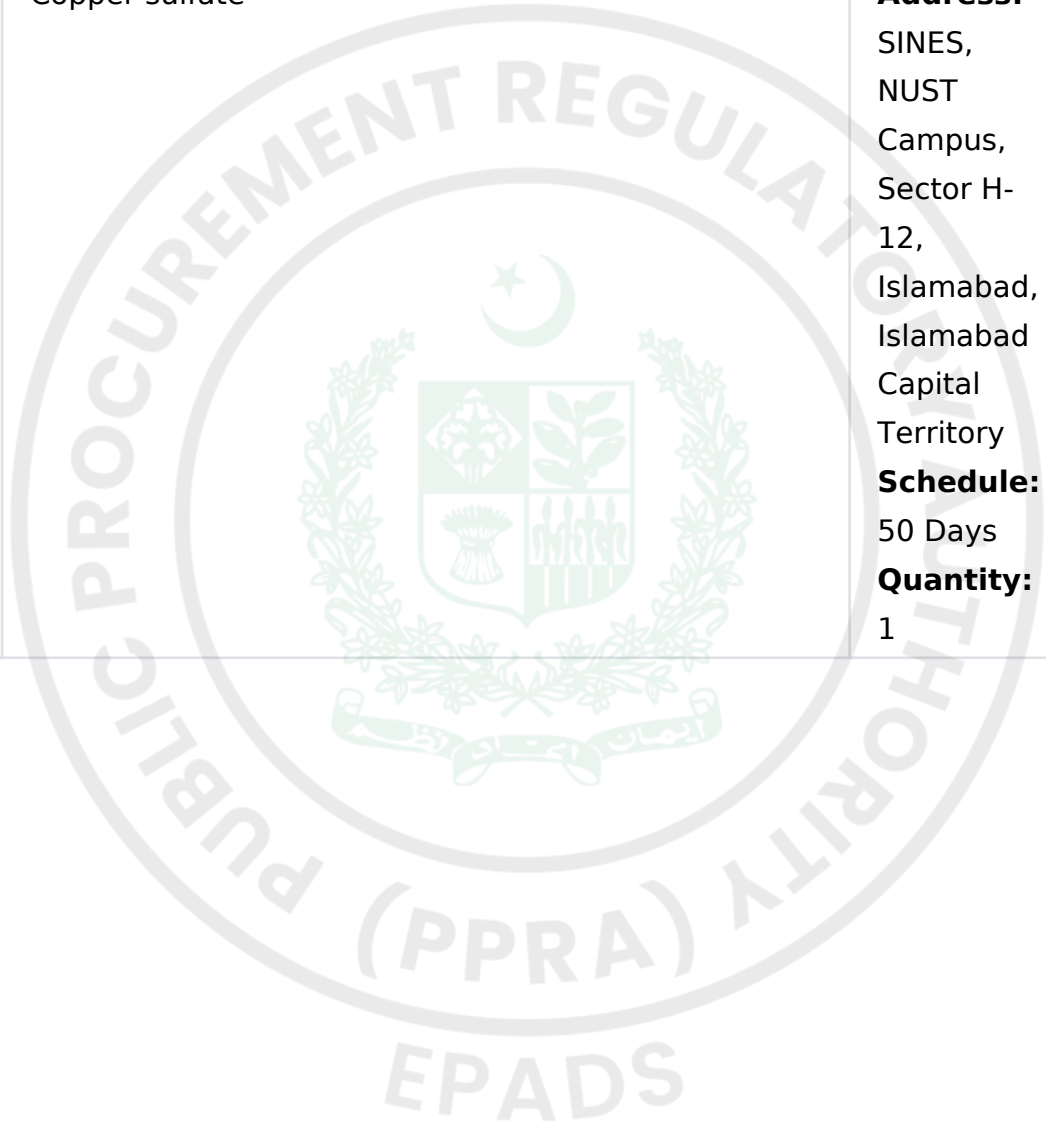 Copper sulfate
Address:
SINES,
NUST
Campus,
Sector H-
12,
Islamabad,
Islamabad
Capital
Territory
Schedule:
50 Days
Quantity:
1
PUBLIC PROCUREMENT REGULATORY AUTHORITY
(PPRA)
EPADS